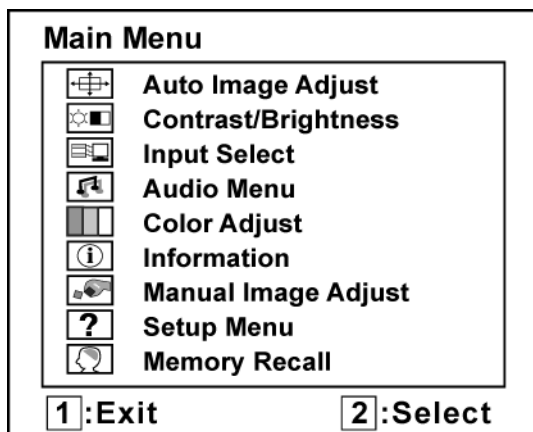 Main Menu
Auto Image Adjust
Contrast/Brightness
Input Select
Audio Menu
Color Adjust
i Information
Manual Image Adjust
? Setup Menu
Memory Recall
1 :Exit 2 :Select